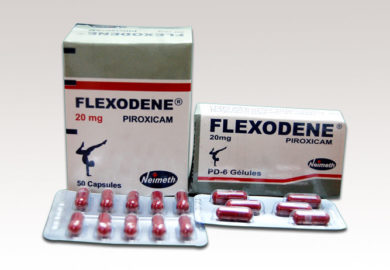 FLEXODENE®
20 mg PIROXICAM
50 Capsules
Neimeth
FLEXODENE®
20mg PIROXICAM
PD-6 Gélules
Neimeth